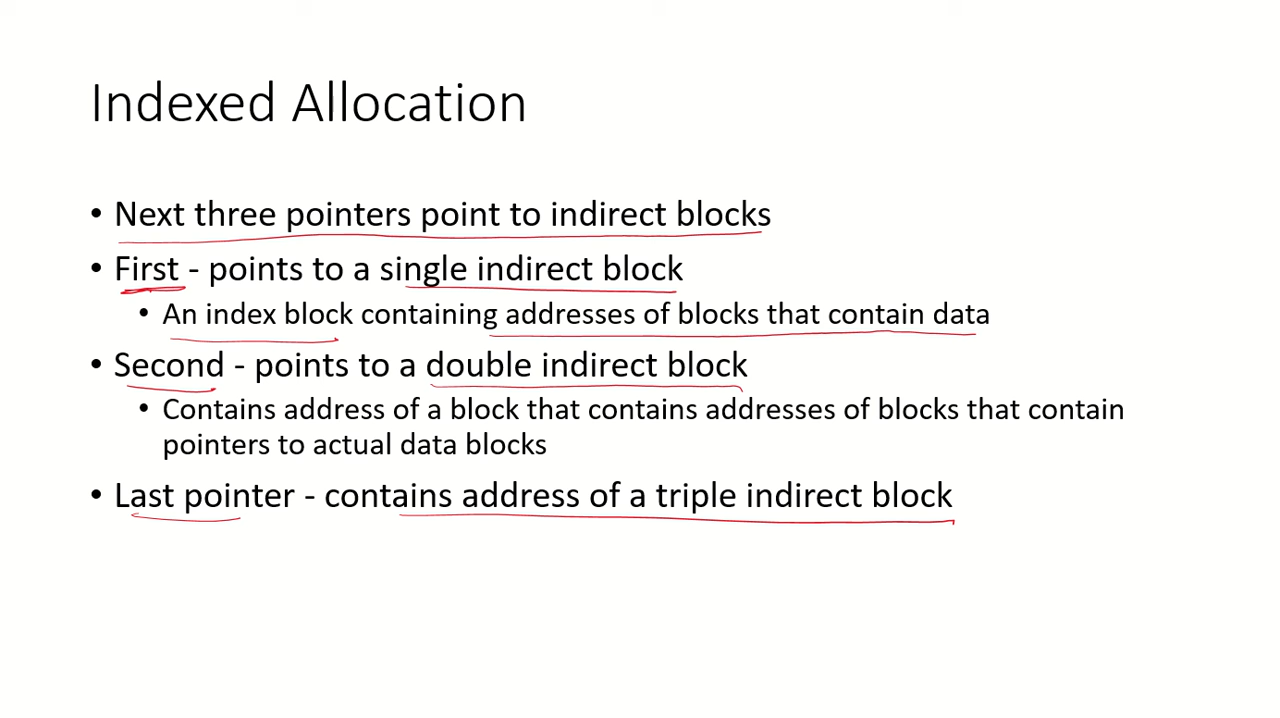 Indexed Allocation
• Next three pointers point to indirect blocks
• First - points to a single indirect block
• An index block containing addresses of blocks that contain data
• Second - points to a double indirect block
• Contains address of a block that contains addresses of blocks that contain
pointers to actual data blocks
• Last pointer - contains address of a triple indirect block